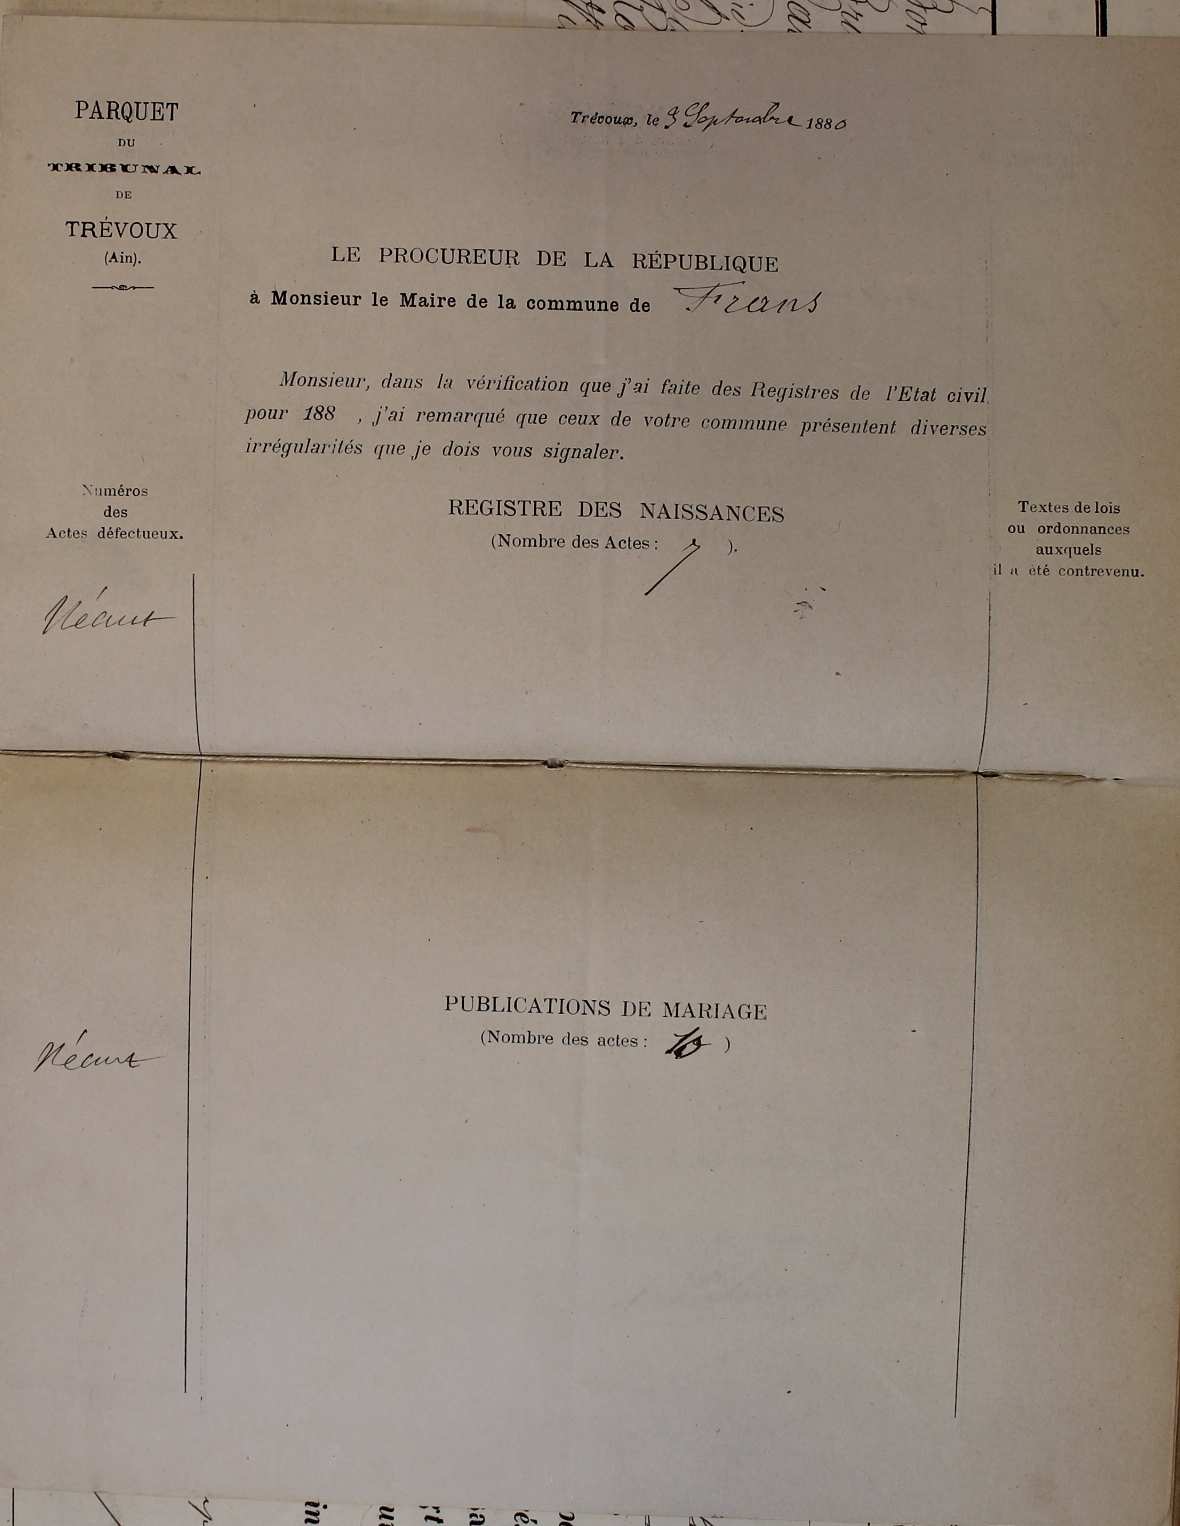 PARQUET
DU
TRIBUNAL
DE
TRÉVOUX
(Ain).
Trévoux, le 3 Septembre 1880
LE PROCUREUR DE LA RÉPUBLIQUE
à Monsieur le Maire de la commune de Frans
Monsieur, dans la vérification que j'ai faite des Registres de l'Etat civil
pour 188 , j'ai remarqué que ceux de votre commune présentent diverses
irrégularités que je dois vous signaler.
Numéros
des
Actes défectueux.
REGISTRE DES NAISSANCES
(Nombre des Actes : 7 ).
Textes de lois
ou ordonnances
auxquels
il a été contrevenu.
Néant
PUBLICATIONS DE MARIAGE
(Nombre des actes : 10 )
Néant